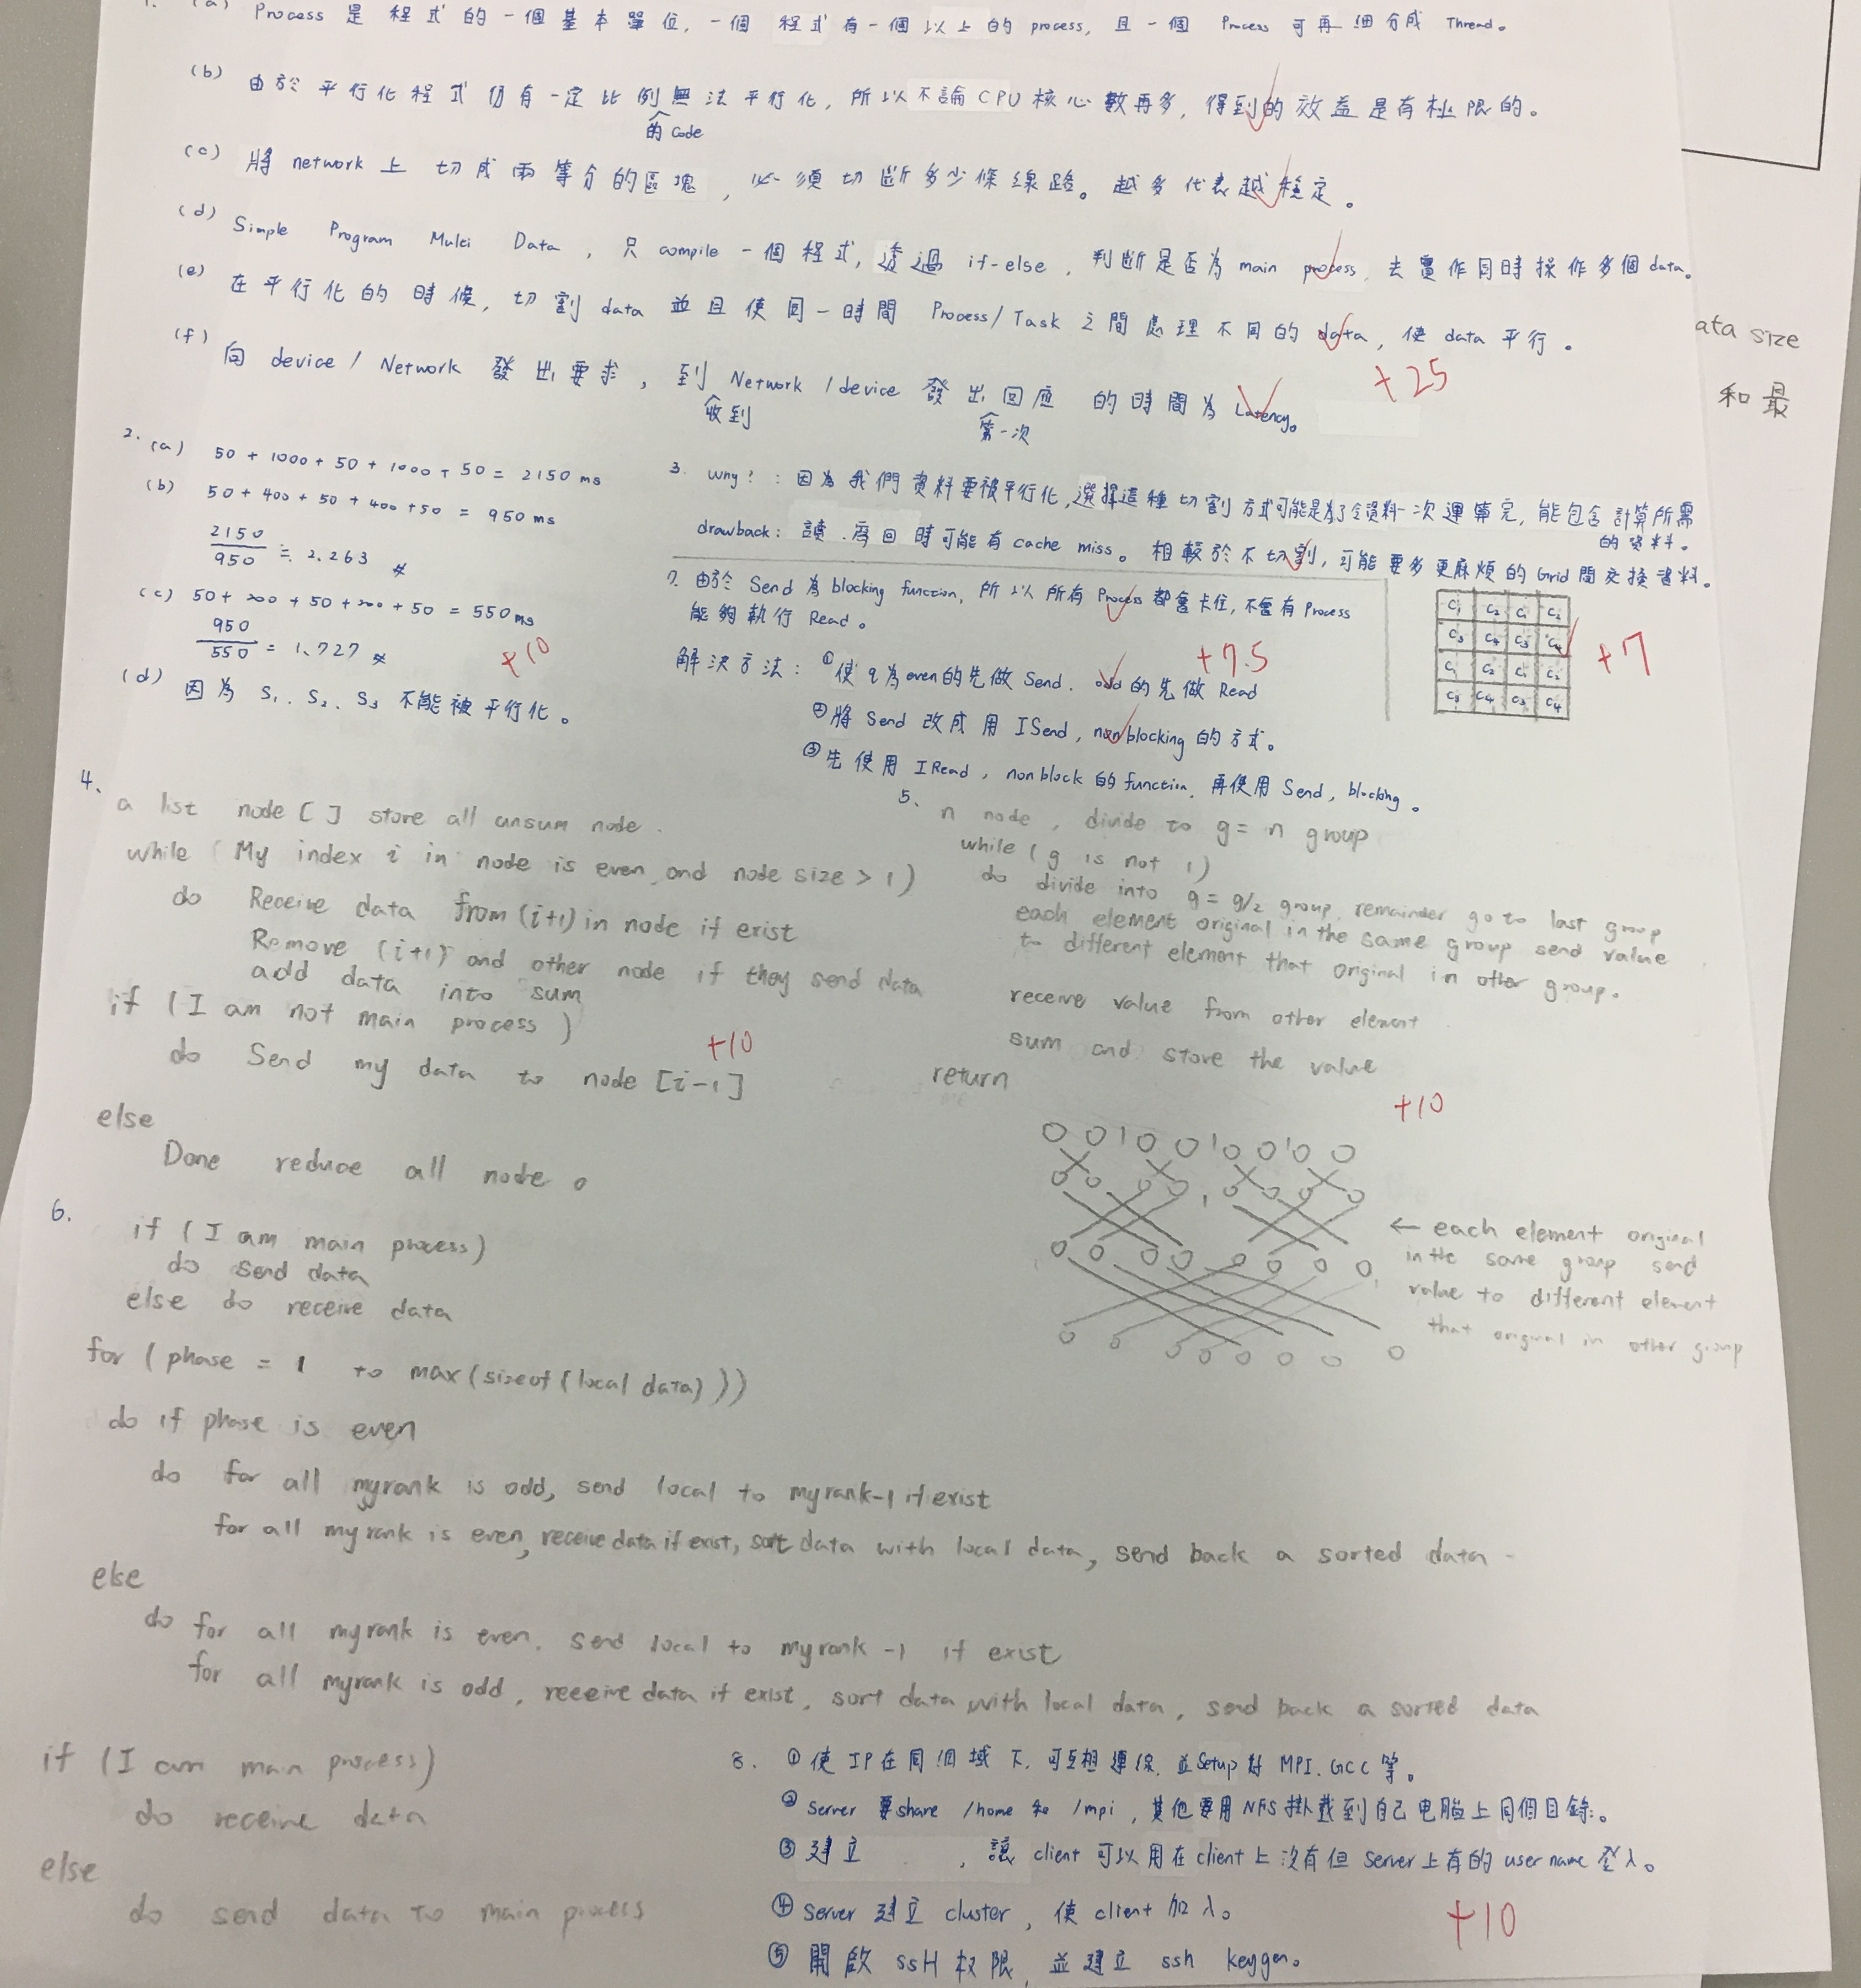 1. (a) Process 是 程式 的 一個 基本 單位, 一個 程式 有 一個 以上 的 process, 且 一個 Process 可 再 細 分成 Thread。
(b) 由於 平行化 程式 仍有 一定 比例 無法 平行化, 所以 不論 CPU 核心 數 再多, 得到的 效益 是 有 極限 的。
的 code
(c) 將 network 上 切成 兩 等分 的 區塊, 必須 切斷 多少 條 線路。越多 代表 越 穩定。
(d) Simple Program Multi Data, 只 compile 一個 程式, 透過 if-else, 判斷是否為 main process, 去 實作 同時 操作 多個 data。
(e) 在 平行化 的 時候, 切割 data 並且 使 同一時間 Process/Task 之間 處理 不同 的 data, 使 data 平行。
(f) 向 device / Network 發出 要求, 到 Network / device 發出 回應 的 時間 為 Latency。
收到 第一次
+25
ata size
和 最
2. (a) 50 + 1000 + 50 + 1000 + 50 = 2150 ms
(b) 50 + 400 + 50 + 400 + 50 = 950 ms
2150/950 ≒ 2.263 #
(c) 50 + 200 + 50 + 200 + 50 = 550 ms
950/550 = 1.727 #
+10
(d) 因為 S1、S2、S3 不能 被 平行化。
3. why? : 因為 我們 資料 要被平行化, 選擇這種 切割 方式可能是為了令資料一次 運算完, 能包含 計算所需
的 資料。
drawback: 讀、寫回 時可能 有 cache miss。 相較於 不 切割, 可能 要多 更麻煩 的 Grid 間 交換 資料。
C1 C2 C1 C2
C3 C4 C3 C4
C1 C2 C1 C2
C3 C4 C3 C4
+7
7. 由於 Send 為 blocking function, 所以 所有 Process 都會 卡住, 不會有 Process
能夠 執行 Read。
解決方法: ① 使 q 為 even 的 先做 Send. odd 的 先做 Read
+7.5
② 將 Send 改成 用 ISend, non blocking 的 方式。
③ 先 使用 IRead, non block 的 function, 再使用 Send, blocking。
4. a list node [ ] store all unsum node.
while (My index i in node is even and node size > 1)
do Receive data from (i+1) in node if exist
Remove (i+1) and other node if they send data
add data into sum
if (I am not main process)
do Send my data to node [i-1]
+10
else
Done reduce all node。
5. n node, divide to g = n group
while (g is not 1)
do divide into g = g/2 group, remainder go to last group
each element original in the same group send value
to different element that original in other group.
receive value from other element
sum and store the value
return
+10
← each element original
in the same group send
value to different element
that original in other group
6. if (I am main process)
do send data
else do receive data
for (phase = 1 to max(sizeof(local data)))
do if phase is even
do for all myrank is odd, send local to myrank-1 if exist
for all myrank is even, receive data if exist, sort data with local data, send back a sorted data
else
do for all myrank is even, send local to myrank -1 if exist
for all myrank is odd, receive data if exist, sort data with local data, send back a sorted data
if (I am main process)
do receive data
else
do send data to main process
8. ① 使 IP 在 同個 域 下, 可互相 連線, 並 Setup 好 MPI、GCC 等。
② Server 要 share /home 和 /mpi, 其他要用 NFS 掛載到自己電腦上同個目錄。
③ 建立 , 讓 client 可以 用 在 client 上 沒有 但 Server 上 有 的 user name 登入。
④ Server 建立 cluster, 使 client 加入。
+10
⑤ 開啟 SSH 权限, 並 建立 ssh keygen。